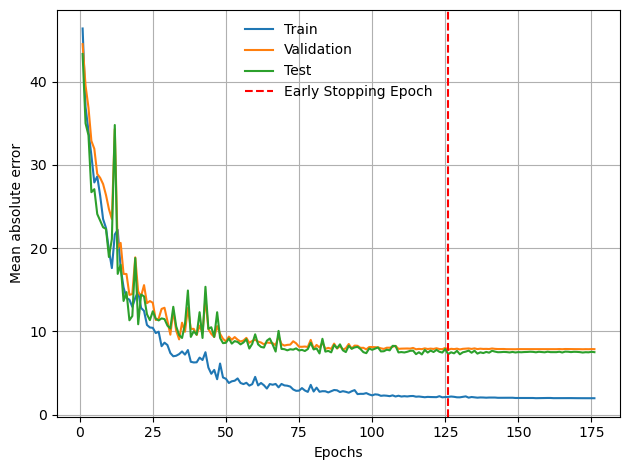 Train
Validation
Test
Early Stopping Epoch
Mean absolute error
40
30
20
10
0
0 25 50 75 100 125 150 175
Epochs